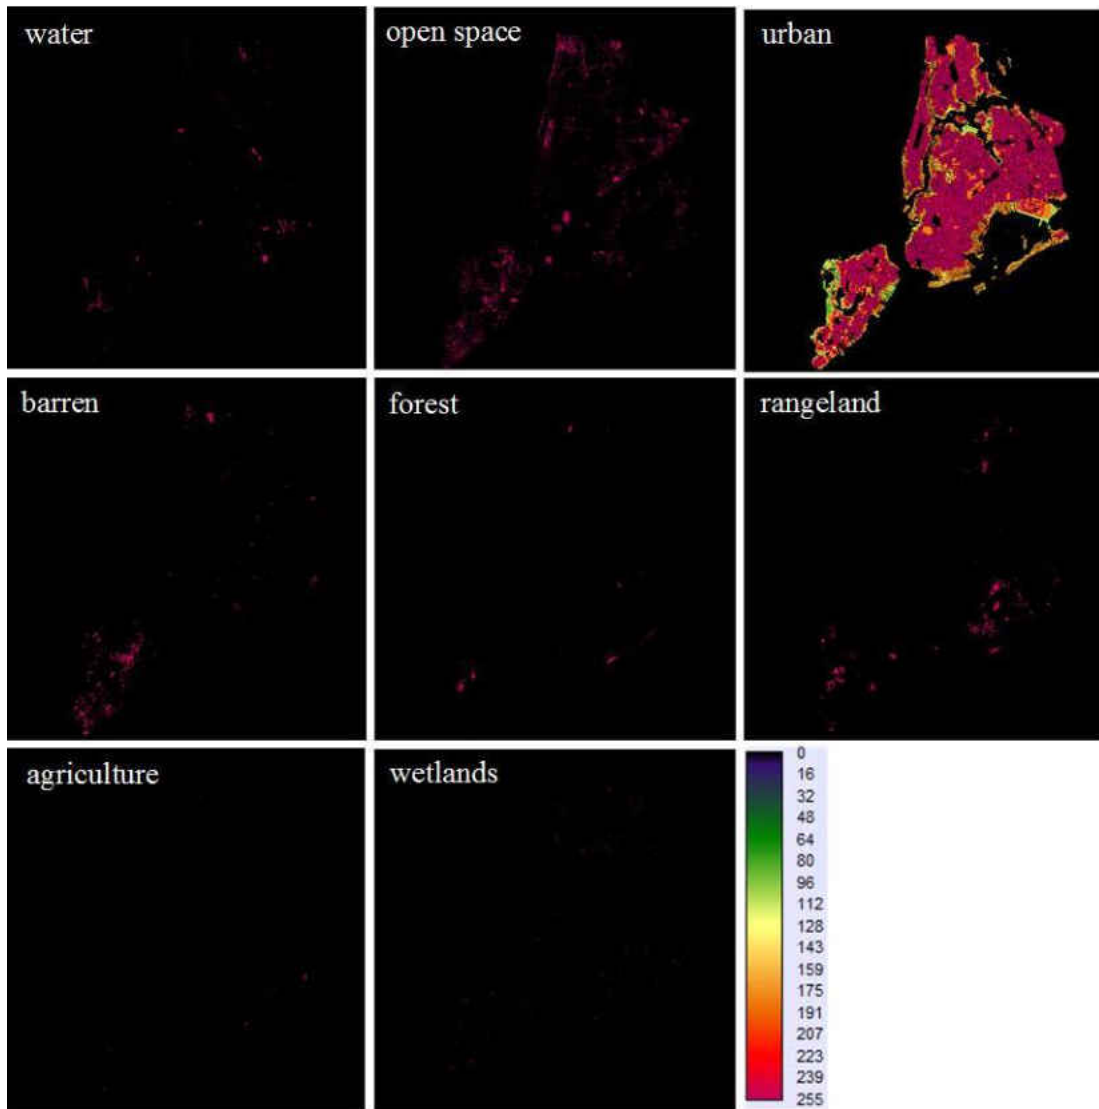 water
open space
urban
barren
forest
rangeland
agriculture
wetlands
0
16
32
48
64
80
96
112
128
143
159
175
191
207
223
239
255